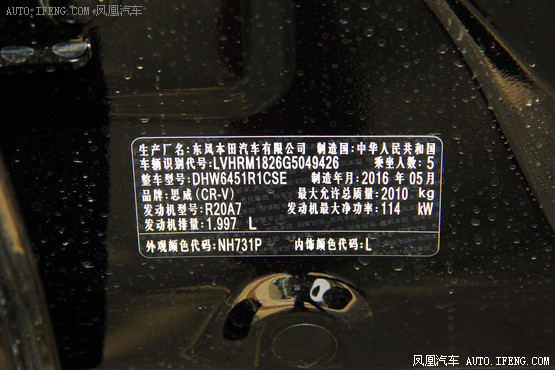 AUTO·IFENG.COM 凤凰汽车
生产厂名:东风本田汽车有限公司 制造国:中华人民共和国
车辆识别代号:LVHRM1826G5049426 乘坐人数:5
整车型号:DHW6451R1CSE 制造年月:2016 年 05月
品牌:思威(CR-V) 最大允许总质量:2010 kg
发动机型号:R20A7 发动机最大净功率:114 kW
发动机排量:1.997 L
外观颜色代码:NH731P 内饰颜色代码:L
凤凰汽车 AUTO.IFENG.COM